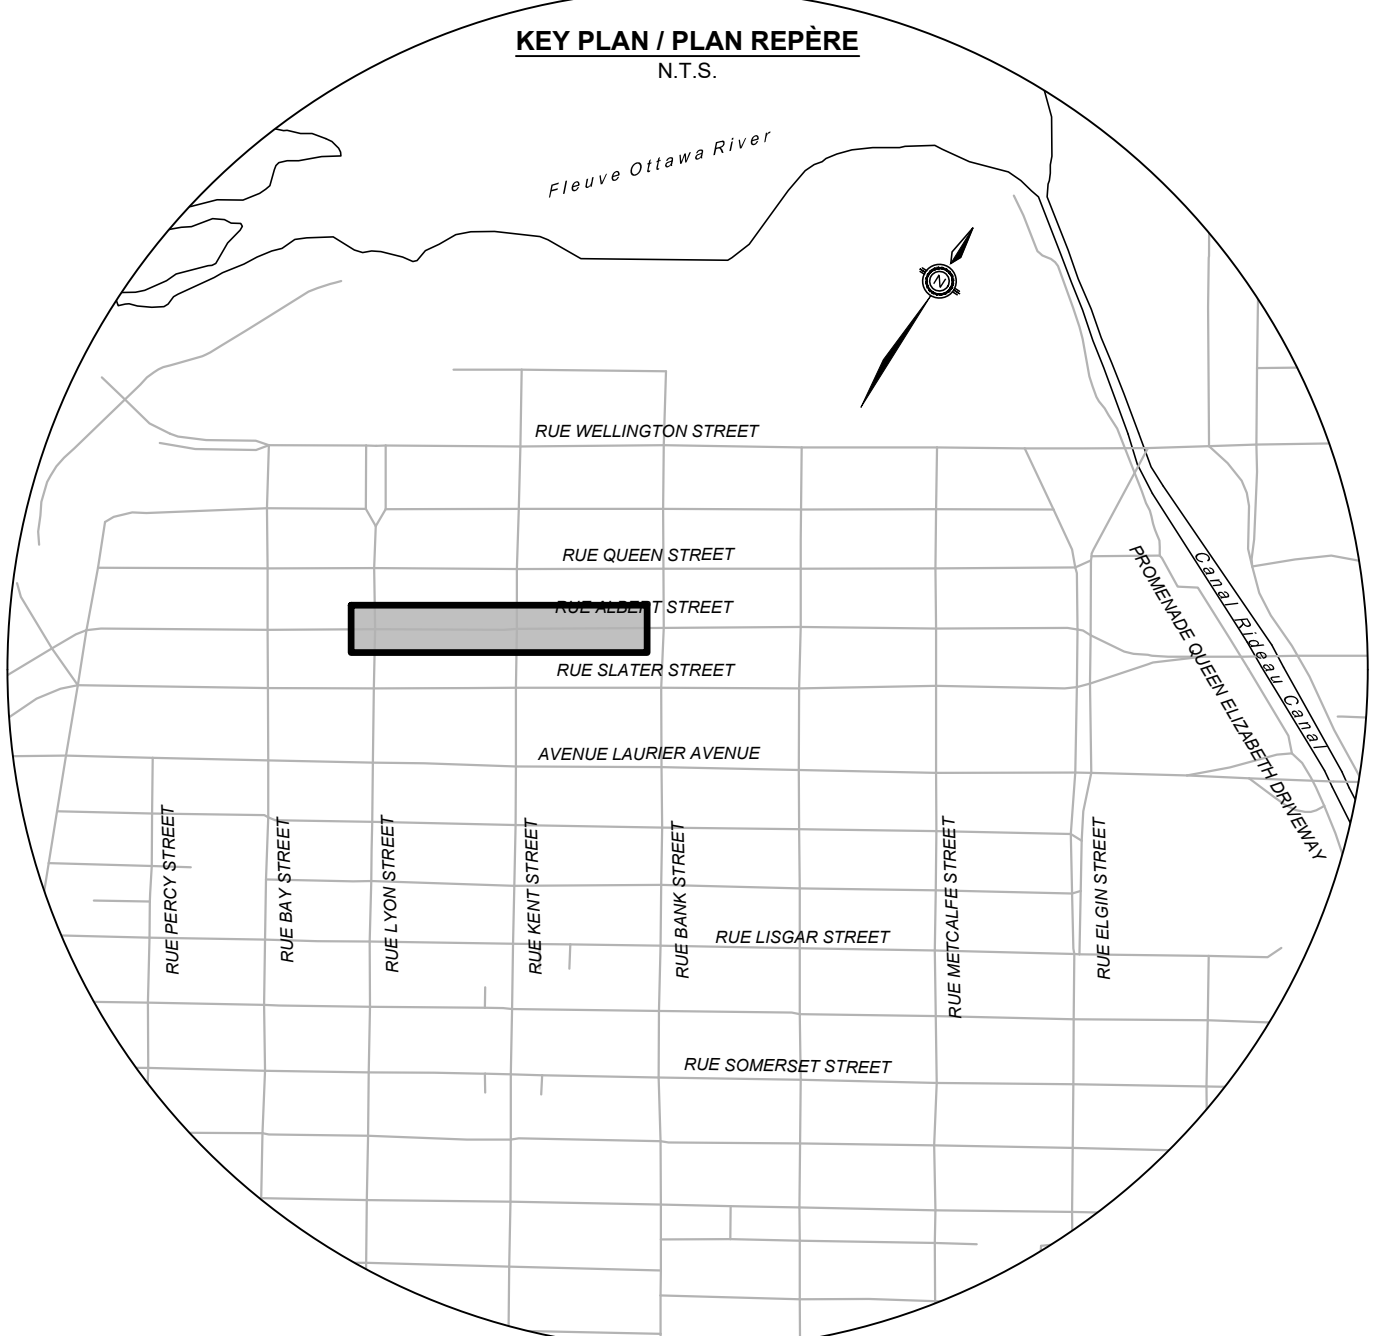 KEY PLAN / PLAN REPÈRE
N.T.S.
Fleuve Ottawa River
N
RUE WELLINGTON STREET
RUE QUEEN STREET
RUE ALBERT STREET
RUE SLATER STREET
AVENUE LAURIER AVENUE
PROMENADE QUEEN ELIZABETH DRIVEWAY
Canal Rideau Canal
RUE PERCY STREET
RUE BAY STREET
RUE LYON STREET
RUE KENT STREET
RUE BANK STREET
RUE METCALFE STREET
RUE ELGIN STREET
RUE LISGAR STREET
RUE SOMERSET STREET